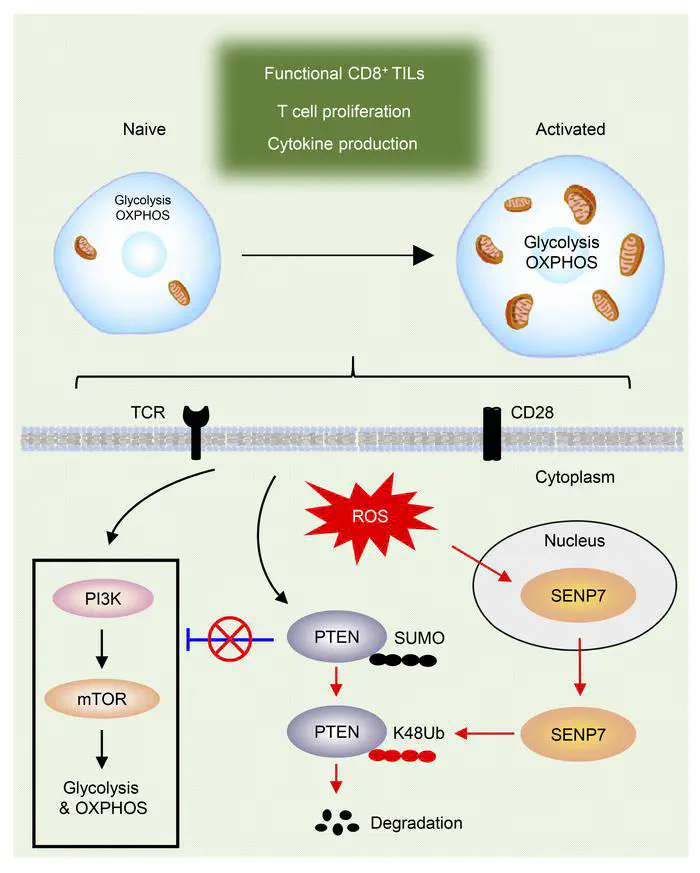 Functional CD8⁺ TILs
T cell proliferation
Cytokine production
Naive
Activated
Glycolysis
OXPHOS
Glycolysis
OXPHOS
TCR
CD28
Cytoplasm
ROS
Nucleus
SENP7
PI3K
PTEN
SUMO
mTOR
PTEN
K48Ub
SENP7
Glycolysis
& OXPHOS
Degradation